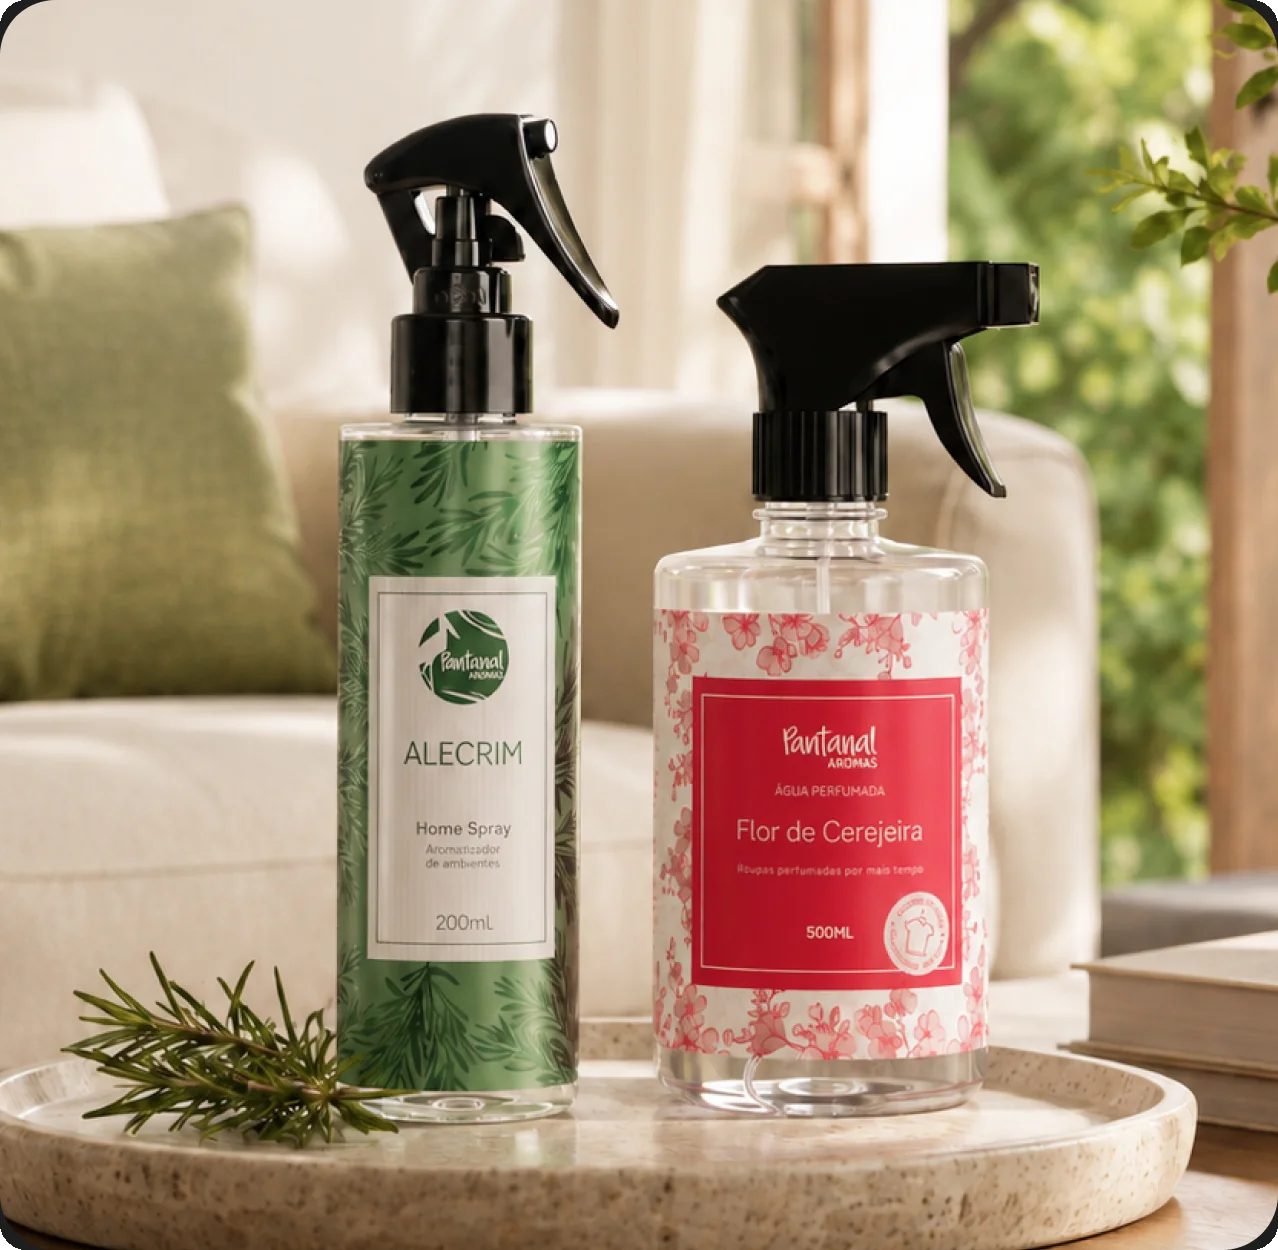 Pantanal
AROMAS
ALECRIM
Home Spray
Aromatizador
de ambientes
200mL
Pantanal
AROMAS
ÁGUA PERFUMADA
Flor de Cerejeira
Roupas perfumadas por mais tempo
500ML